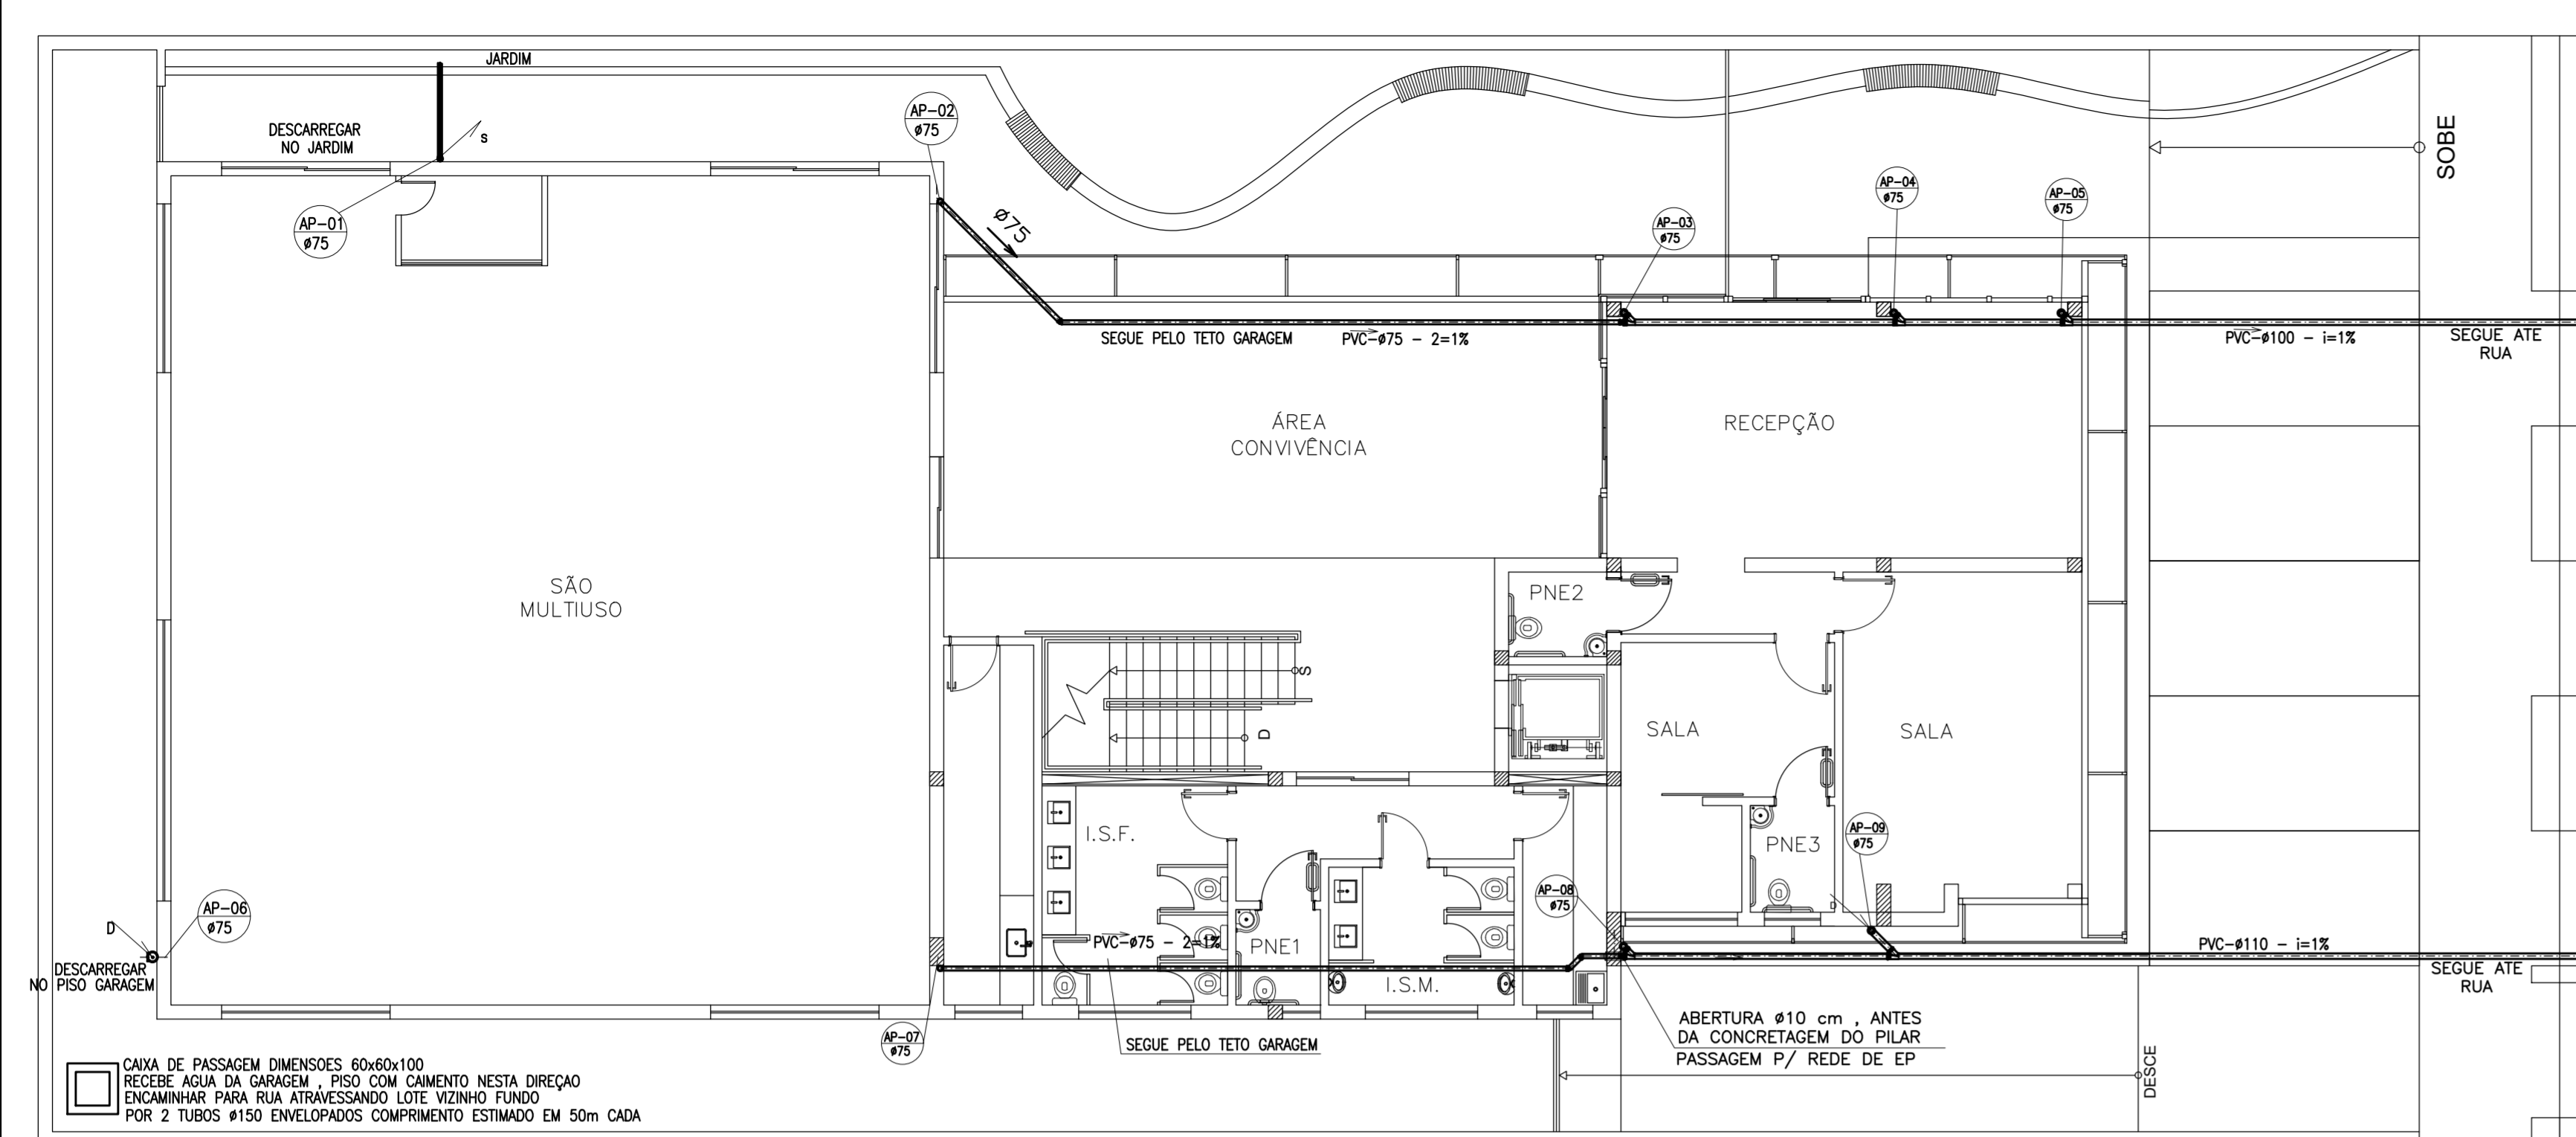 JARDIM
DESCARREGAR
NO JARDIM
s
AP-01
ø75
AP-02
ø75
ø75
AP-03
ø75
AP-04
ø75
AP-05
ø75
SOBE
SEGUE PELO TETO GARAGEM
PVC-ø75 - 2=1%
PVC-ø100 - i=1%
SEGUE ATE
RUA
ÁREA
CONVIVÊNCIA
RECEPÇÃO
SÃO
MULTIUSO
PNE2
S
D
SALA
SALA
I.S.F.
PNE3
AP-09
ø75
AP-08
ø75
AP-06
ø75
D
DESCARREGAR
NO PISO GARAGEM
PVC-ø75 - 2=1%
PNE1
I.S.M.
PVC-ø110 - i=1%
SEGUE ATE
RUA
AP-07
ø75
SEGUE PELO TETO GARAGEM
ABERTURA ø10 cm , ANTES
DA CONCRETAGEM DO PILAR
PASSAGEM P/ REDE DE EP
DESCE
CAIXA DE PASSAGEM DIMENSOES 60x60x100
RECEBE AGUA DA GARAGEM , PISO COM CAIMENTO NESTA DIREÇAO
ENCAMINHAR PARA RUA ATRAVESSANDO LOTE VIZINHO FUNDO
POR 2 TUBOS ø150 ENVELOPADOS COMPRIMENTO ESTIMADO EM 50m CADA